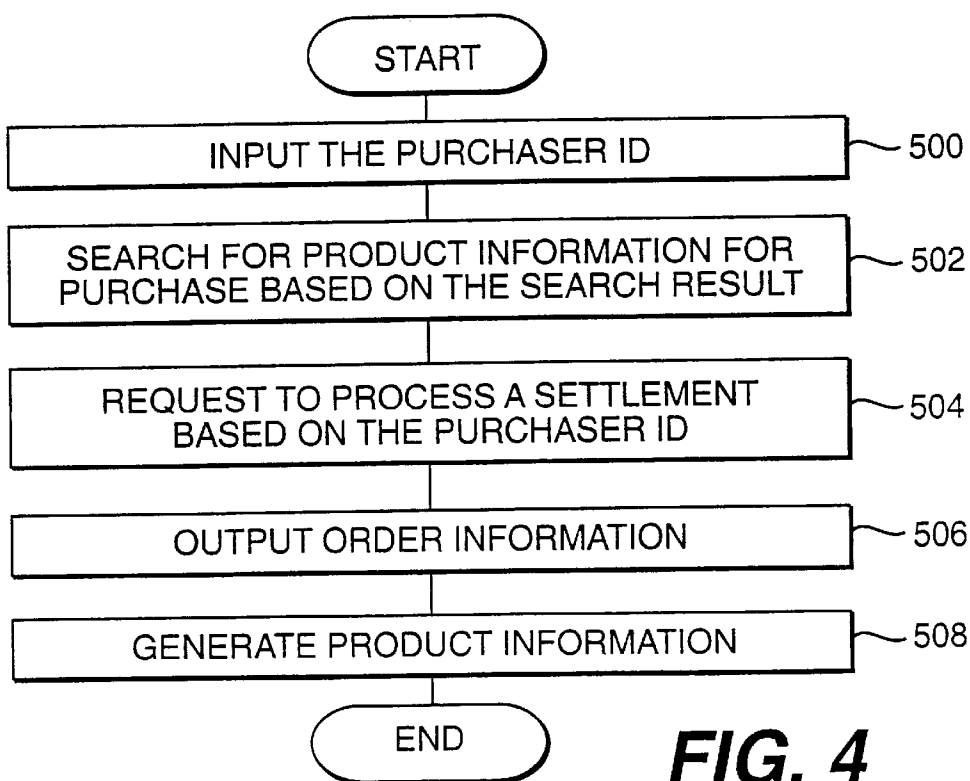 START
INPUT THE PURCHASER ID
500
SEARCH FOR PRODUCT INFORMATION FOR
PURCHASE BASED ON THE SEARCH RESULT
502
REQUEST TO PROCESS A SETTLEMENT
BASED ON THE PURCHASER ID
504
OUTPUT ORDER INFORMATION
506
GENERATE PRODUCT INFORMATION
508
END
FIG. 4